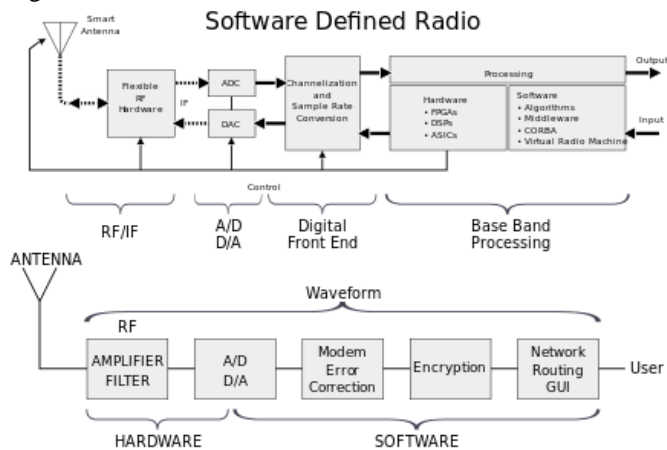 Software Defined Radio
Smart
Antenna
Flexible
RF
Hardware
IF
ADC
DAC
Channelization
and
Sample Rate
Conversion
Processing
Hardware
• FPGAs
• DSPs
• ASICs
Software
• Algorithms
• Middleware
• CORBA
• Virtual Radio Machine
Output
Input
Control
RF/IF
A/D
D/A
Digital
Front End
Base Band
Processing
ANTENNA
Waveform
RF
AMPLIFIER
FILTER
A/D
D/A
Modem
Error
Correction
Encryption
Network
Routing
GUI
User
HARDWARE
SOFTWARE